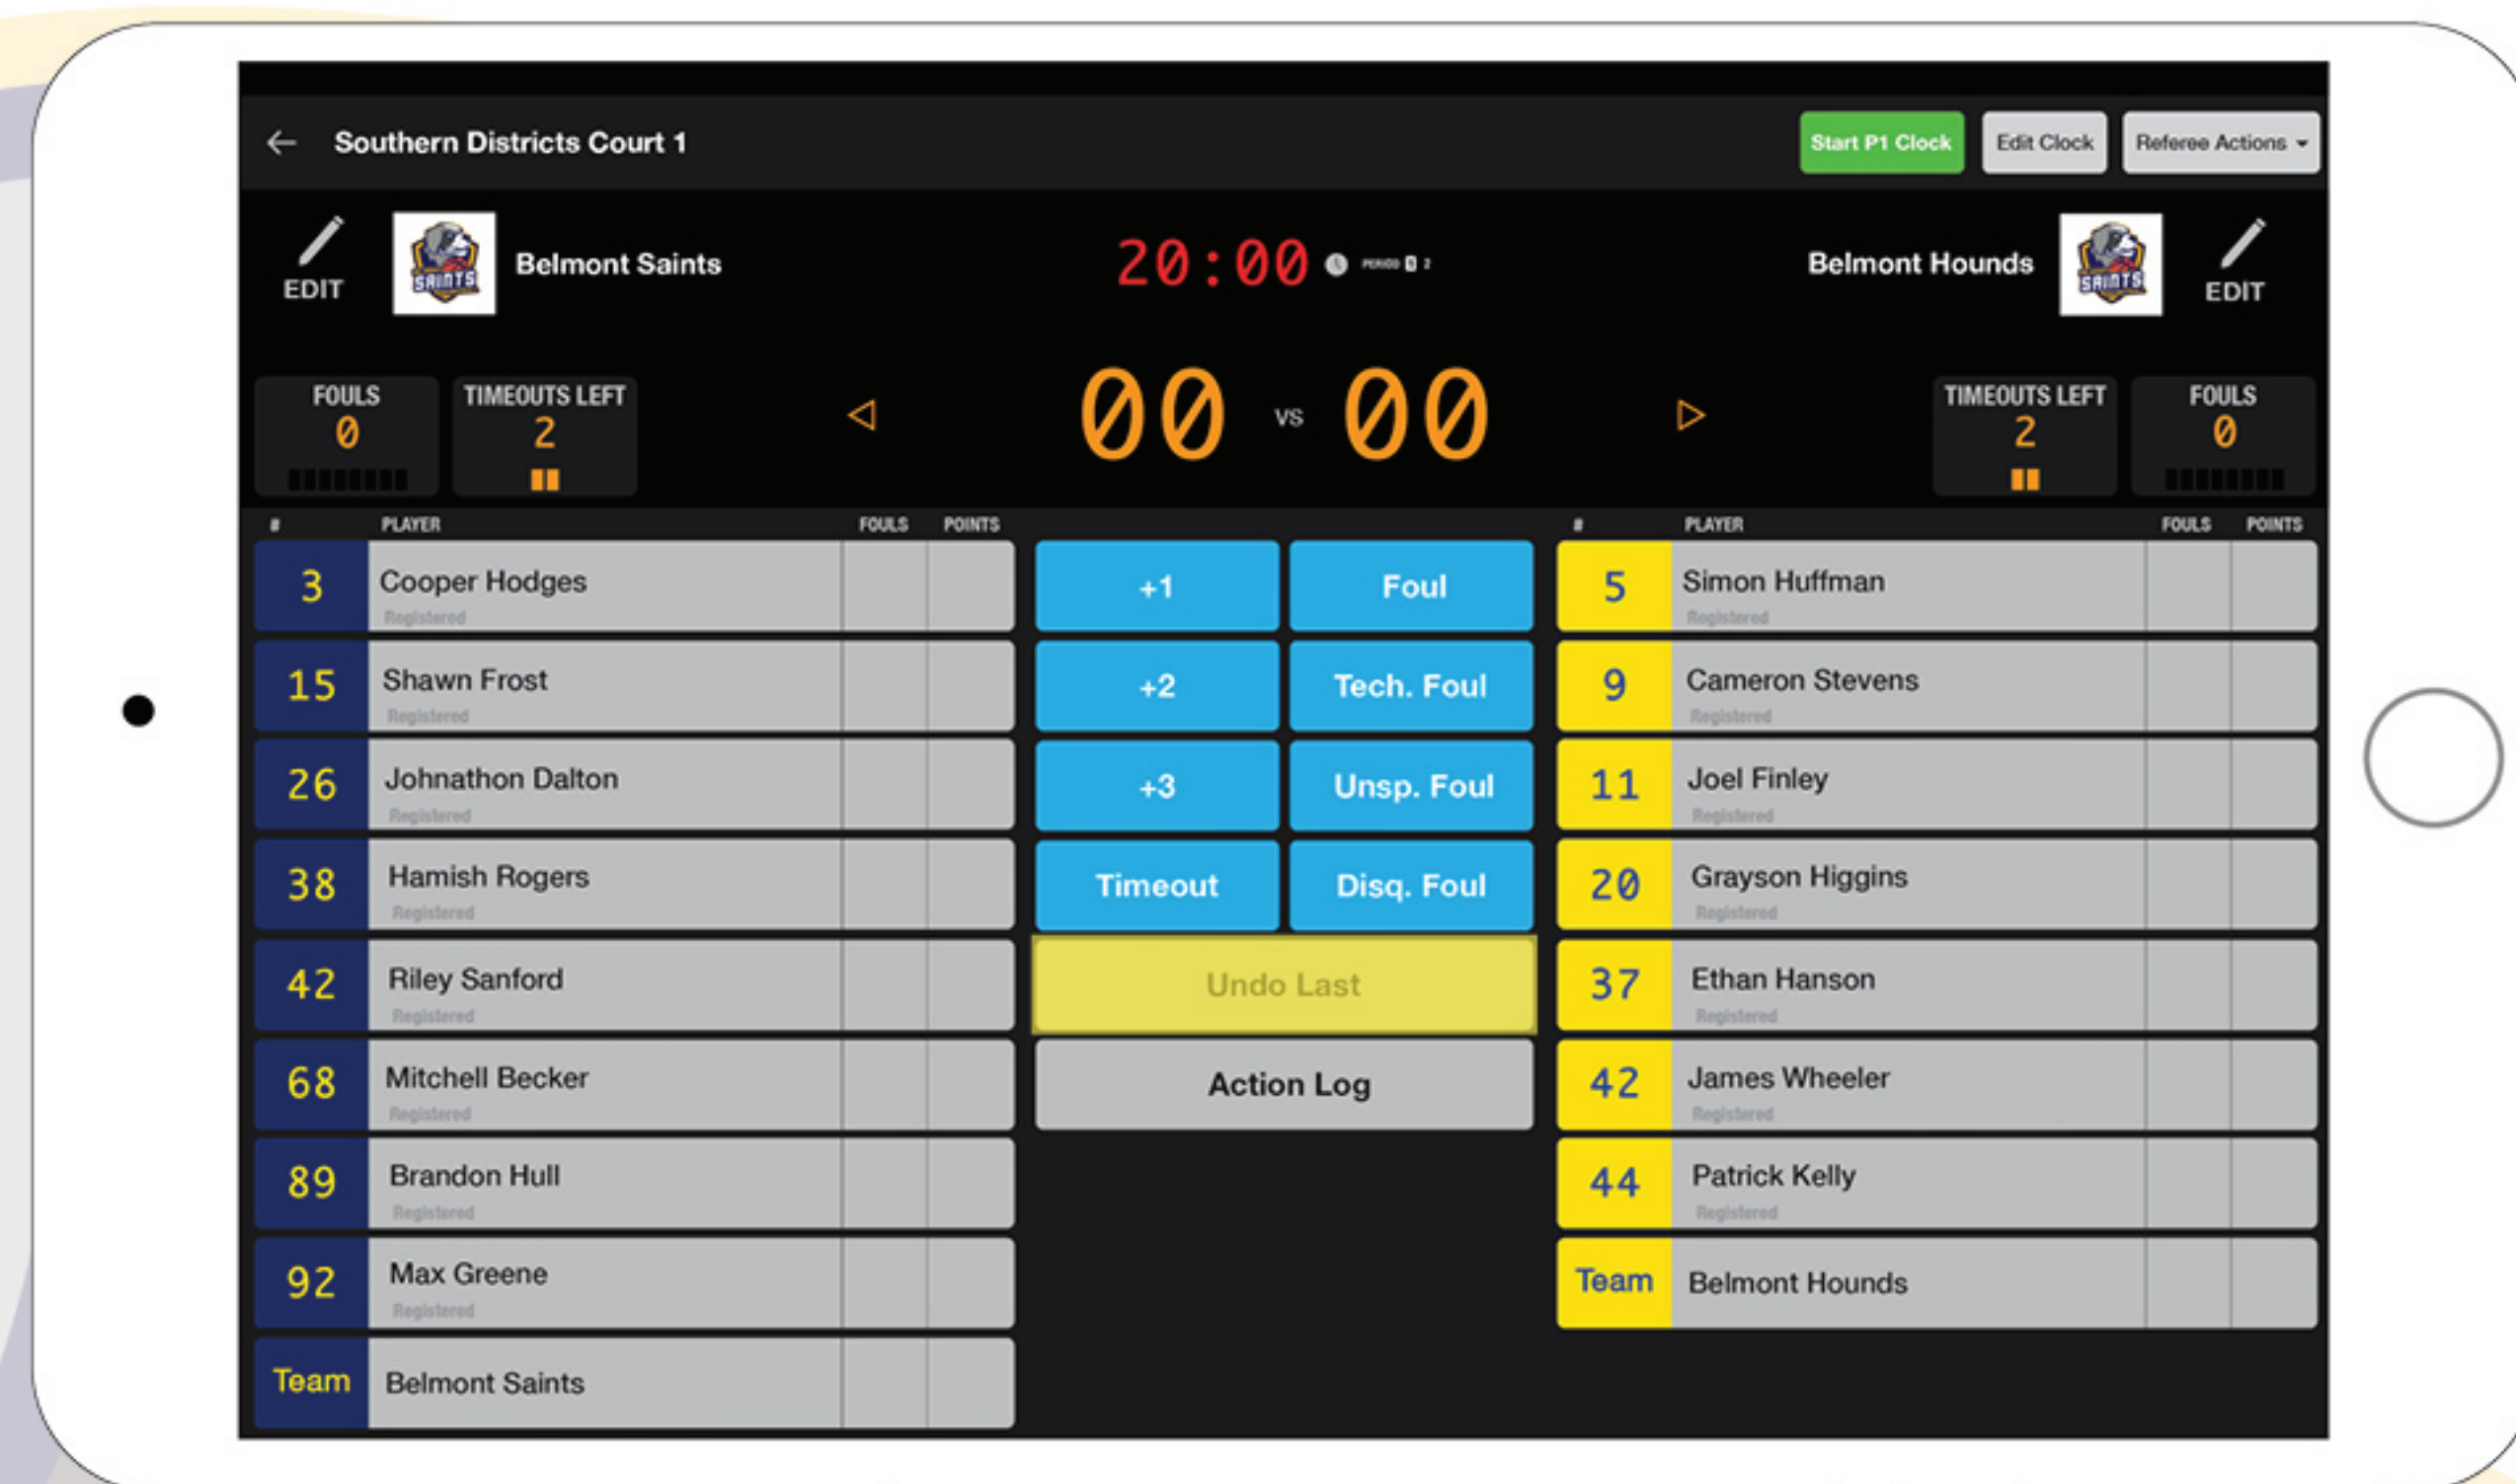 Southern Districts Court 1
Start P1 Clock
Edit Clock
Referee Actions
EDIT
SAINTS
Belmont Saints
20:00
PERIOD 1 2
Belmont Hounds
SAINTS
EDIT
FOULS
0
TIMEOUTS LEFT
2
00 vs 00
TIMEOUTS LEFT
2
FOULS
0
# PLAYER FOULS POINTS
3 Cooper Hodges
Registered
15 Shawn Frost
Registered
26 Johnathon Dalton
Registered
38 Hamish Rogers
Registered
42 Riley Sanford
Registered
68 Mitchell Becker
Registered
89 Brandon Hull
Registered
92 Max Greene
Registered
Team Belmont Saints
+1 Foul
+2 Tech. Foul
+3 Unsp. Foul
Timeout Disq. Foul
Undo Last
Action Log
# PLAYER FOULS POINTS
5 Simon Huffman
Registered
9 Cameron Stevens
Registered
11 Joel Finley
Registered
20 Grayson Higgins
Registered
37 Ethan Hanson
Registered
42 James Wheeler
Registered
44 Patrick Kelly
Registered
Team Belmont Hounds